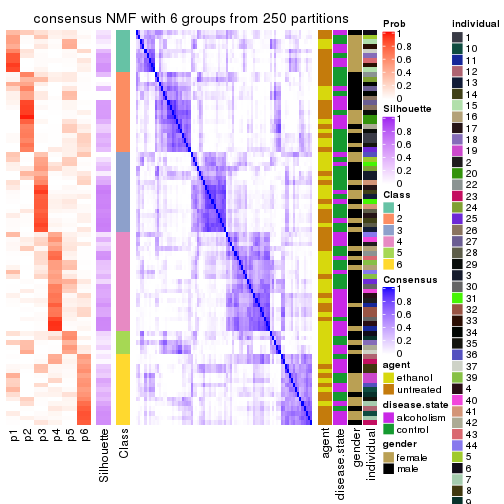 consensus NMF with 6 groups from 250 partitions
p1
p2
p3
p4
p5
p6
Silhouette
Class
agent
disease.state
gender
individual
Prob
1
0.8
0.6
0.4
0.2
0
Silhouette
1
0.8
0.6
0.4
0.2
0
Class
1
2
3
4
5
6
Consensus
1
0.8
0.6
0.4
0.2
0
agent
ethanol
untreated
disease.state
alcoholism
control
gender
female
male
individual
1
10
11
12
13
14
15
16
17
18
19
2
20
22
23
24
25
26
27
28
29
3
30
31
32
33
34
35
36
37
39
4
40
41
42
43
44
5
6
7
8
9